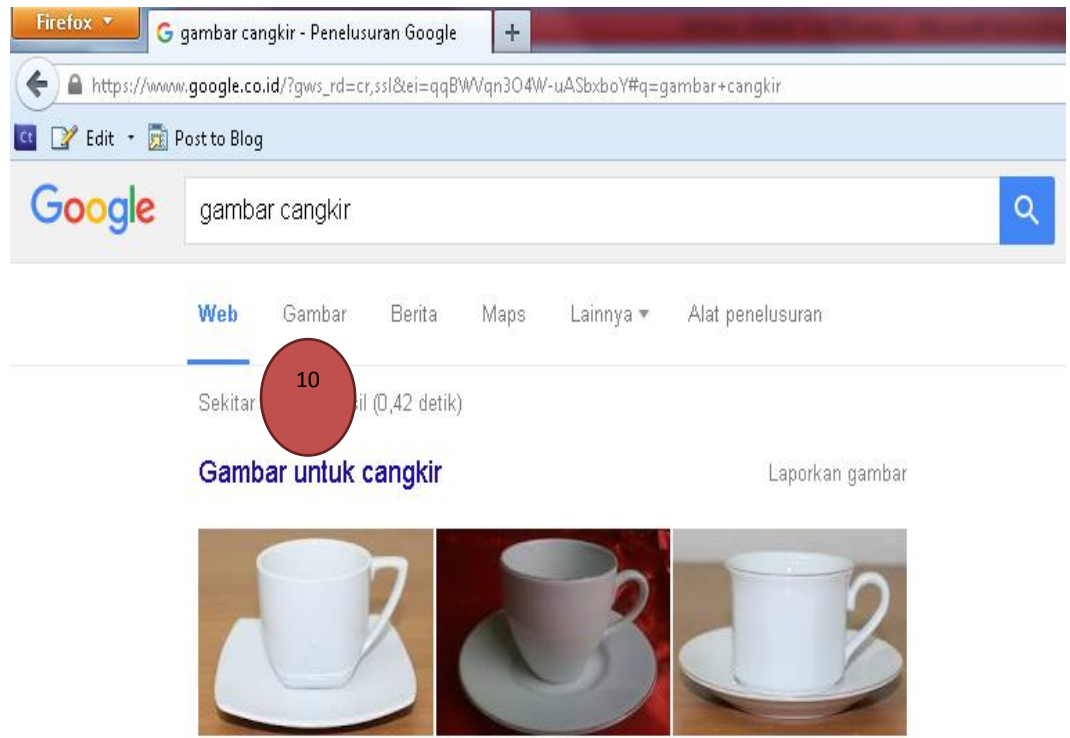 Firefox
gambar cangkir - Penelusuran Google
https://www.google.co.id/?gws_rd=cr,ssl&ei=qqBWVqn3O4W-uASbxboY#q=gambar+cangkir
Ct Edit Post to Blog
Google gambar cangkir
Web Gambar Berita Maps Lainnya Alat penelusuran
10
Sekitar (0,42 detik)
Gambar untuk cangkir Laporkan gambar